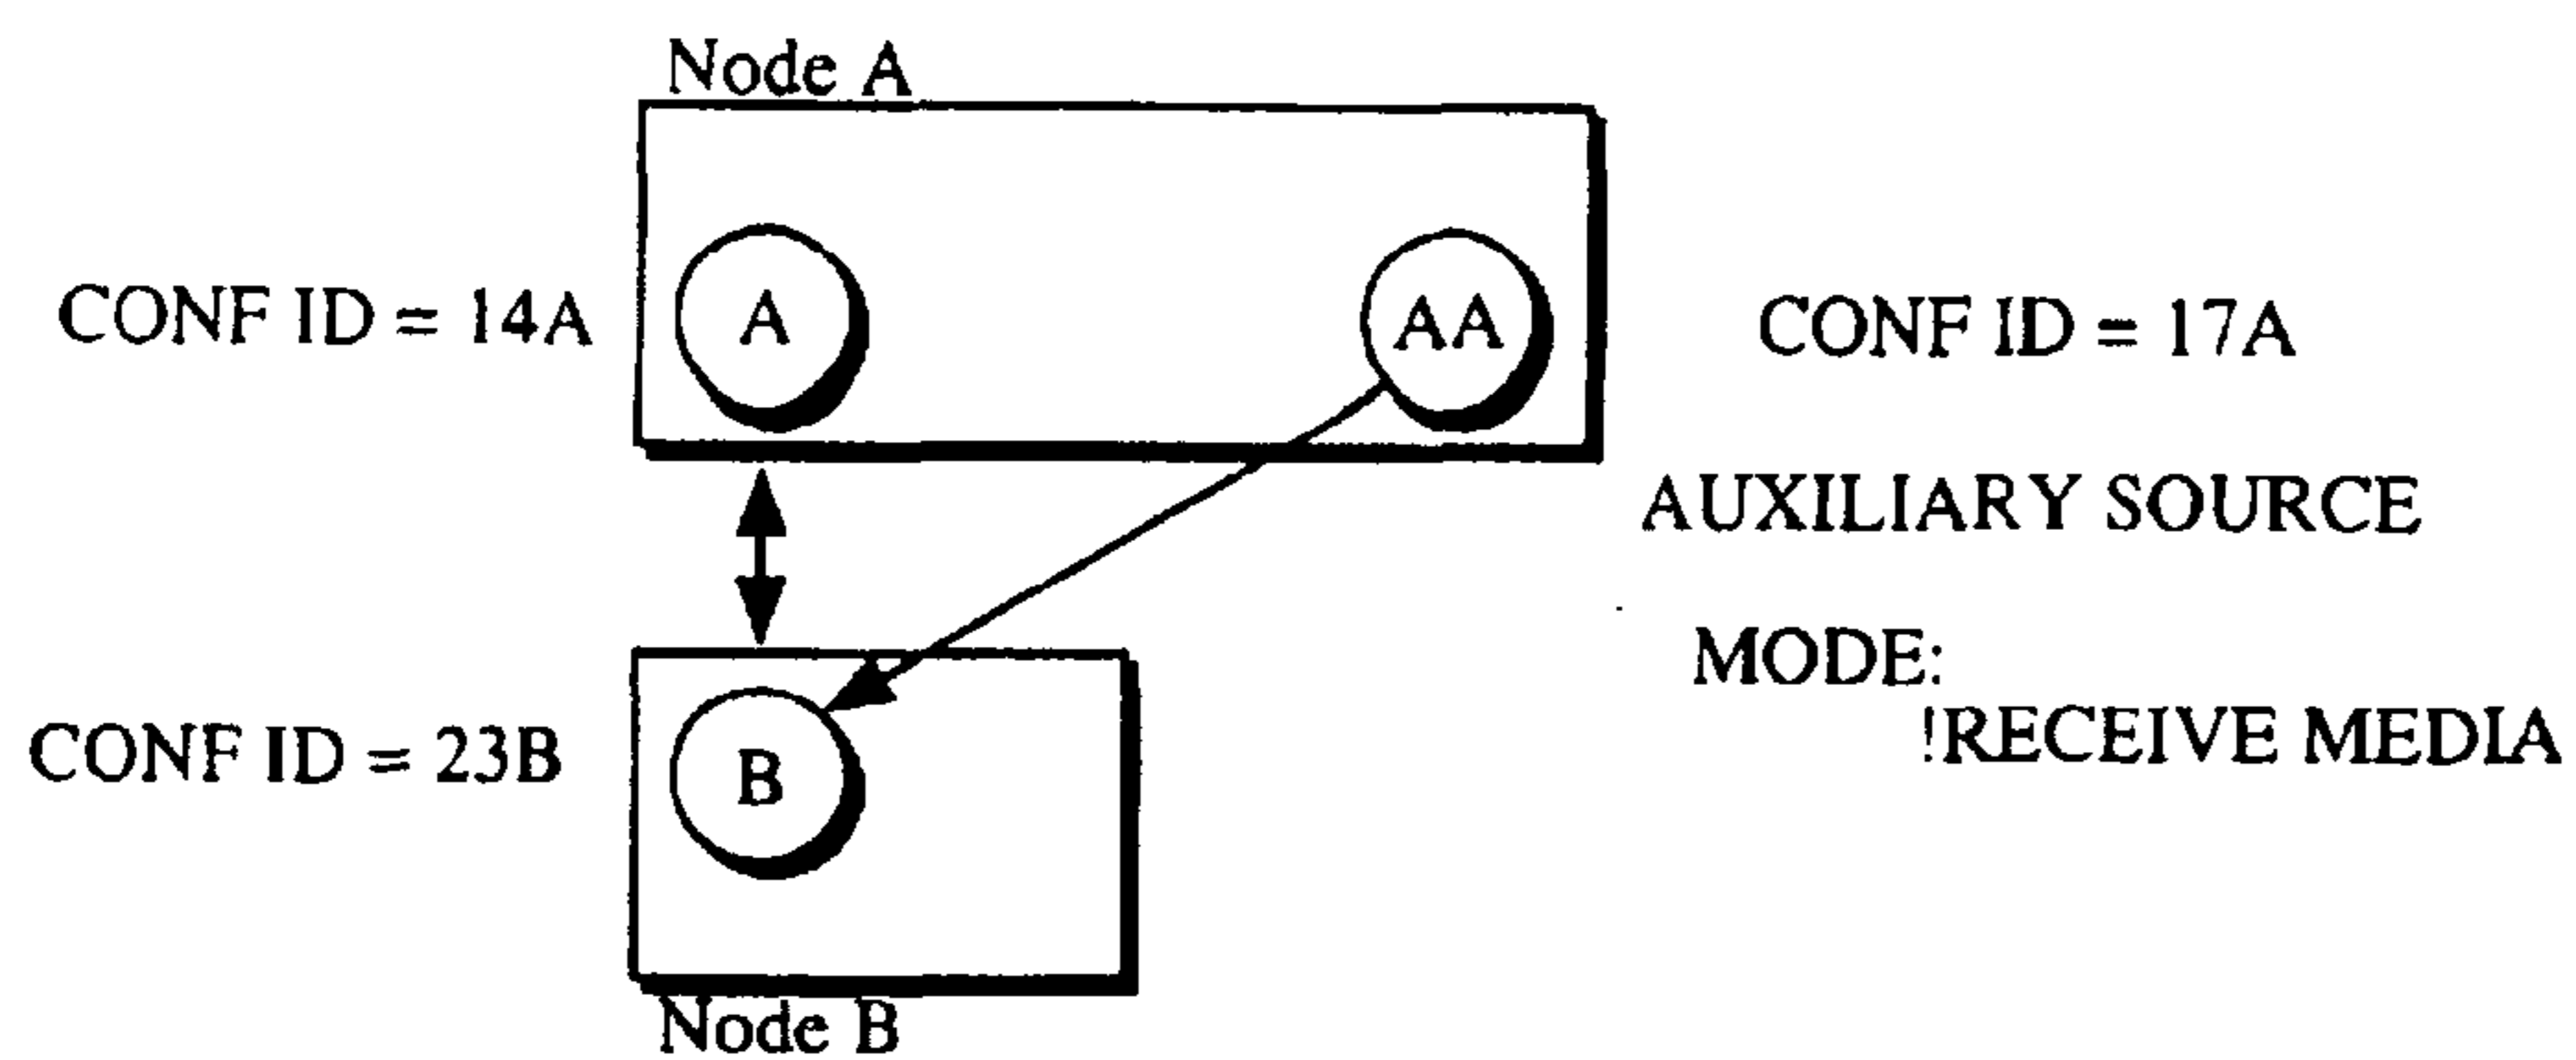 Node A
CONF ID = 14A
A
AA
CONF ID = 17A
AUXILIARY SOURCE
MODE:
!RECEIVE MEDIA
CONF ID = 23B
B
Node B